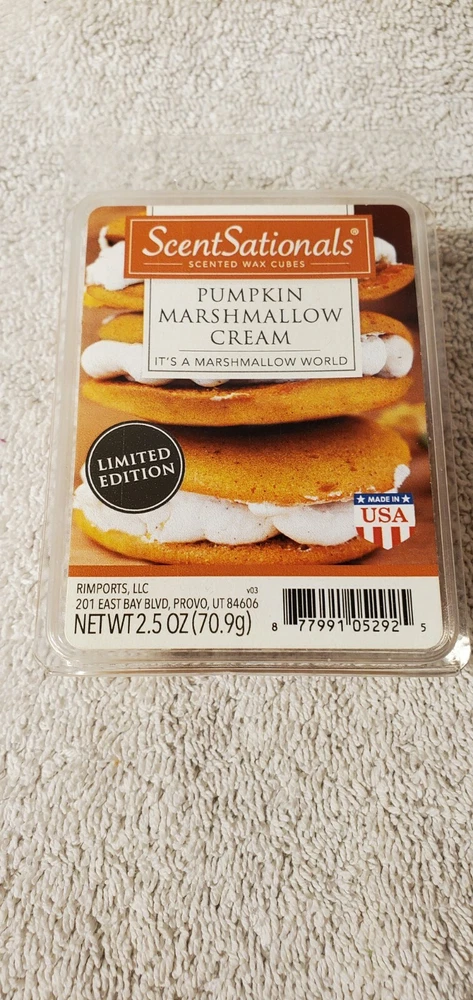 ScentSationals®
SCENTED WAX CUBES
PUMPKIN
MARSHMALLOW
CREAM
IT'S A MARSHMALLOW WORLD
LIMITED
EDITION
MADE IN
USA
RIMPORTS, LLC v03
201 EAST BAY BLVD, PROVO, UT 84606
NET WT 2.5 OZ (70.9g)
8 77991 05292 5